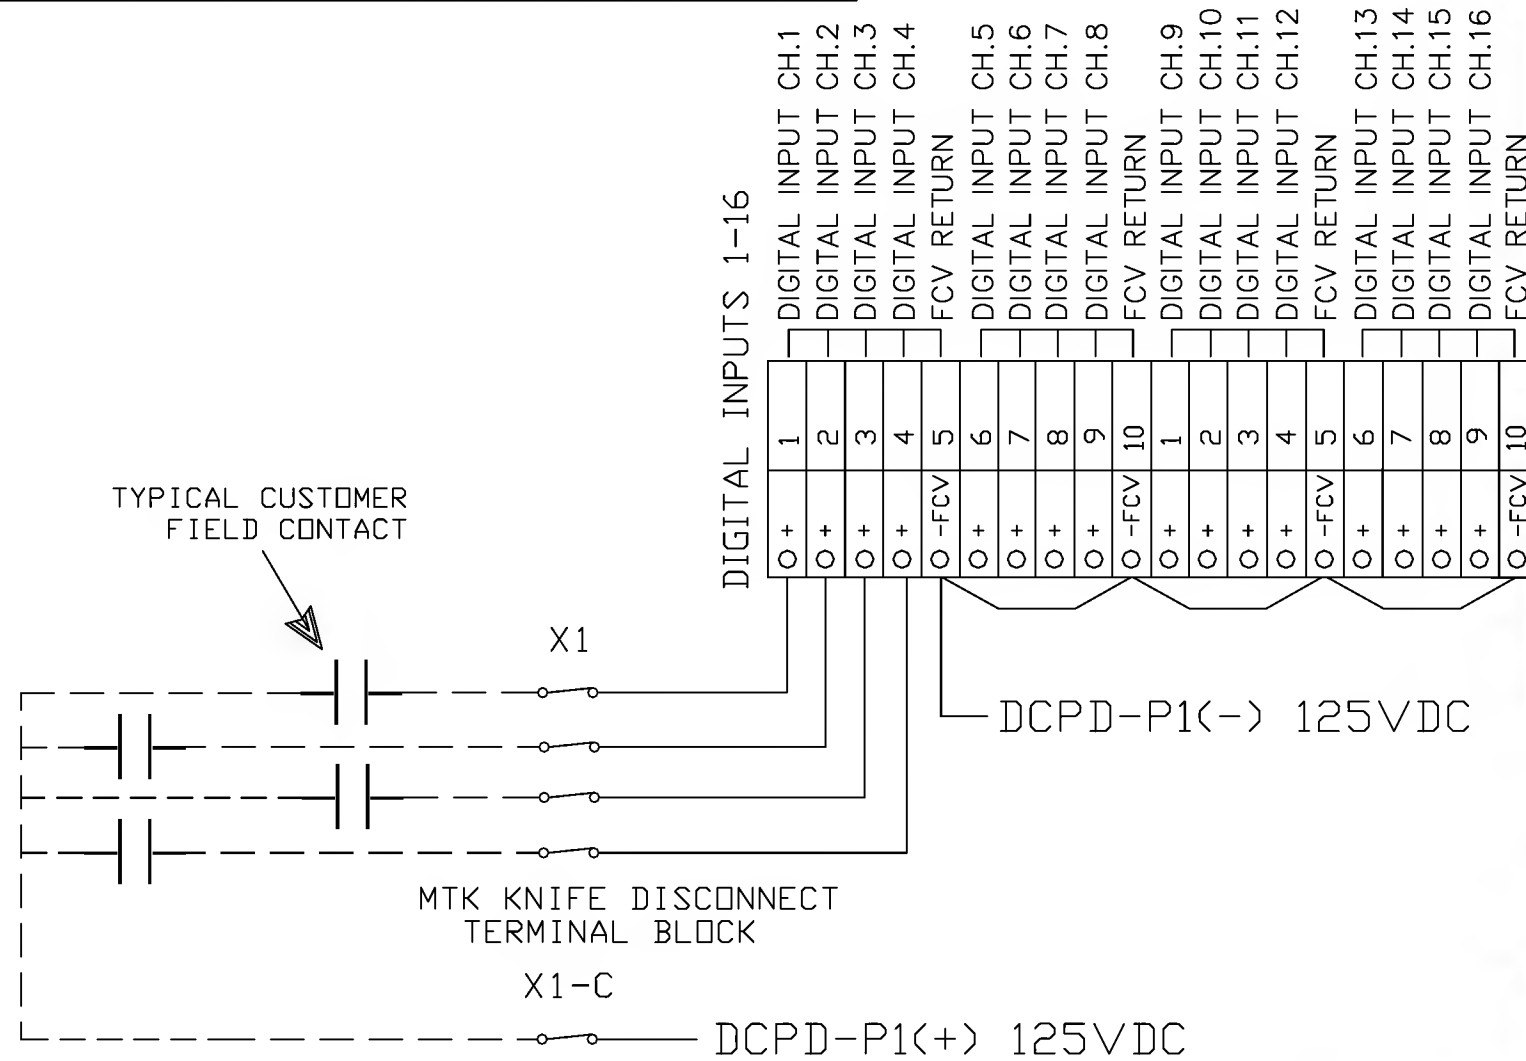 DIGITAL INPUT CH.1
DIGITAL INPUT CH.2
DIGITAL INPUT CH.3
DIGITAL INPUT CH.4
FCV RETURN
DIGITAL INPUT CH.5
DIGITAL INPUT CH.6
DIGITAL INPUT CH.7
DIGITAL INPUT CH.8
FCV RETURN
DIGITAL INPUT CH.9
DIGITAL INPUT CH.10
DIGITAL INPUT CH.11
DIGITAL INPUT CH.12
FCV RETURN
DIGITAL INPUT CH.13
DIGITAL INPUT CH.14
DIGITAL INPUT CH.15
DIGITAL INPUT CH.16
FCV RETURN
DIGITAL INPUTS 1-16
1 2 3 4 5 6 7 8 9 10 1 2 3 4 5 6 7 8 9 10
+ + + + -FCV + + + + -FCV + + + + -FCV + + + + -FCV
TYPICAL CUSTOMER
FIELD CONTACT
X1
DCPD-P1(-) 125VDC
MTK KNIFE DISCONNECT
TERMINAL BLOCK
X1-C
DCPD-P1(+) 125VDC